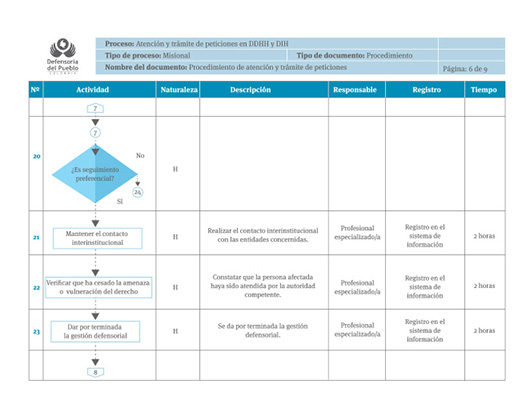 Defensoría
del Pueblo
COLOMBIA
Proceso: Atención y trámite de peticiones en DDHH y DIH
Tipo de proceso: Misional
Tipo de documento: Procedimiento
Nombre del documento: Procedimiento de atención y trámite de peticiones
Página: 6 de 9
Nº Actividad Naturaleza Descripción Responsable Registro Tiempo
7
7
20
¿Es seguimiento
preferencial?
No
24
Sí
H
21
Mantener el contacto
interinstitucional
H
Realizar el contacto interinstitucional
con las entidades concernidas.
Profesional
especializado/a
Registro en el
sistema de
información
2 horas
22
Verificar que ha cesado la amenaza
o vulneración del derecho
H
Constatar que la persona afectada
haya sido atendida por la autoridad
competente.
Profesional
especializado/a
Registro en el
sistema de
información
2 horas
23
Dar por terminada
la gestión defensorial
H
Se da por terminada la gestión
defensorial.
Profesional
especializado/a
Registro en el
sistema de
información
2 horas
8